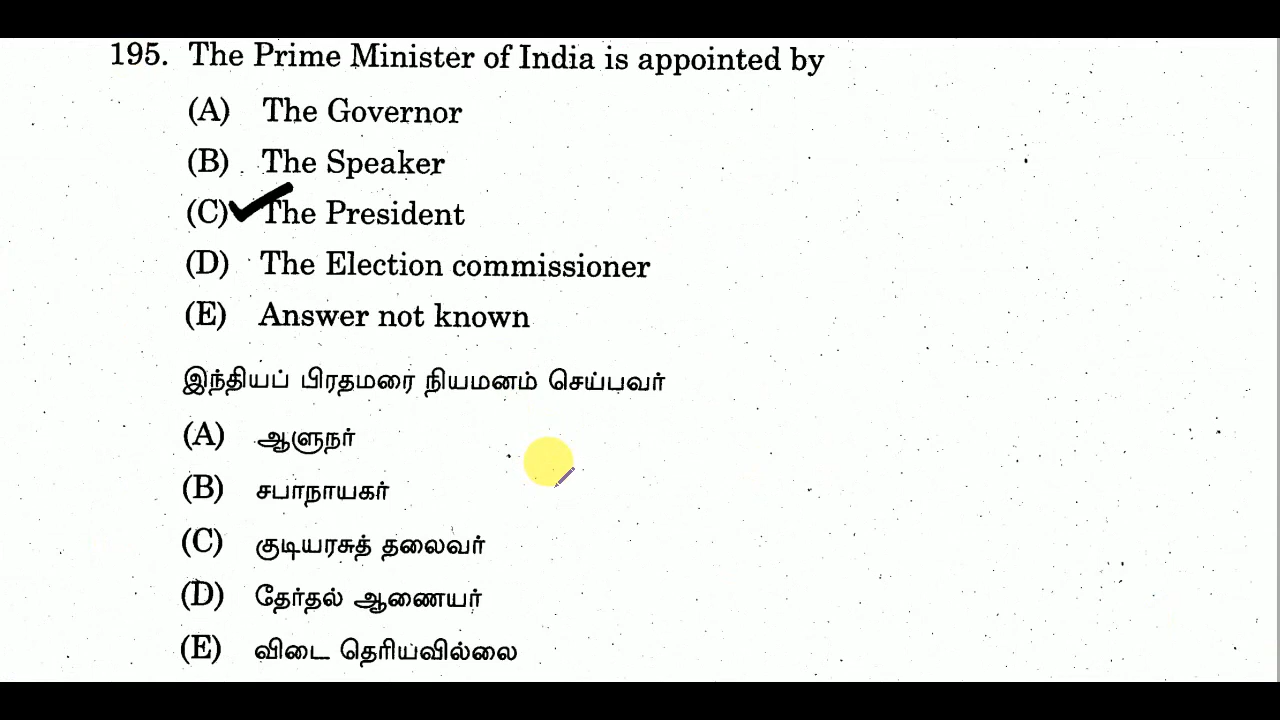 195. The Prime Minister of India is appointed by
(A) The Governor
(B) The Speaker
(C) The President
(D) The Election commissioner
(E) Answer not known
இந்தியப் பிரதமரை நியமனம் செய்பவர்
(A) ஆளுநர்
(B) சபாநாயகர்
(C) குடியரசுத் தலைவர்
(D) தேர்தல் ஆணையர்
(E) விடை தெரியவில்லை